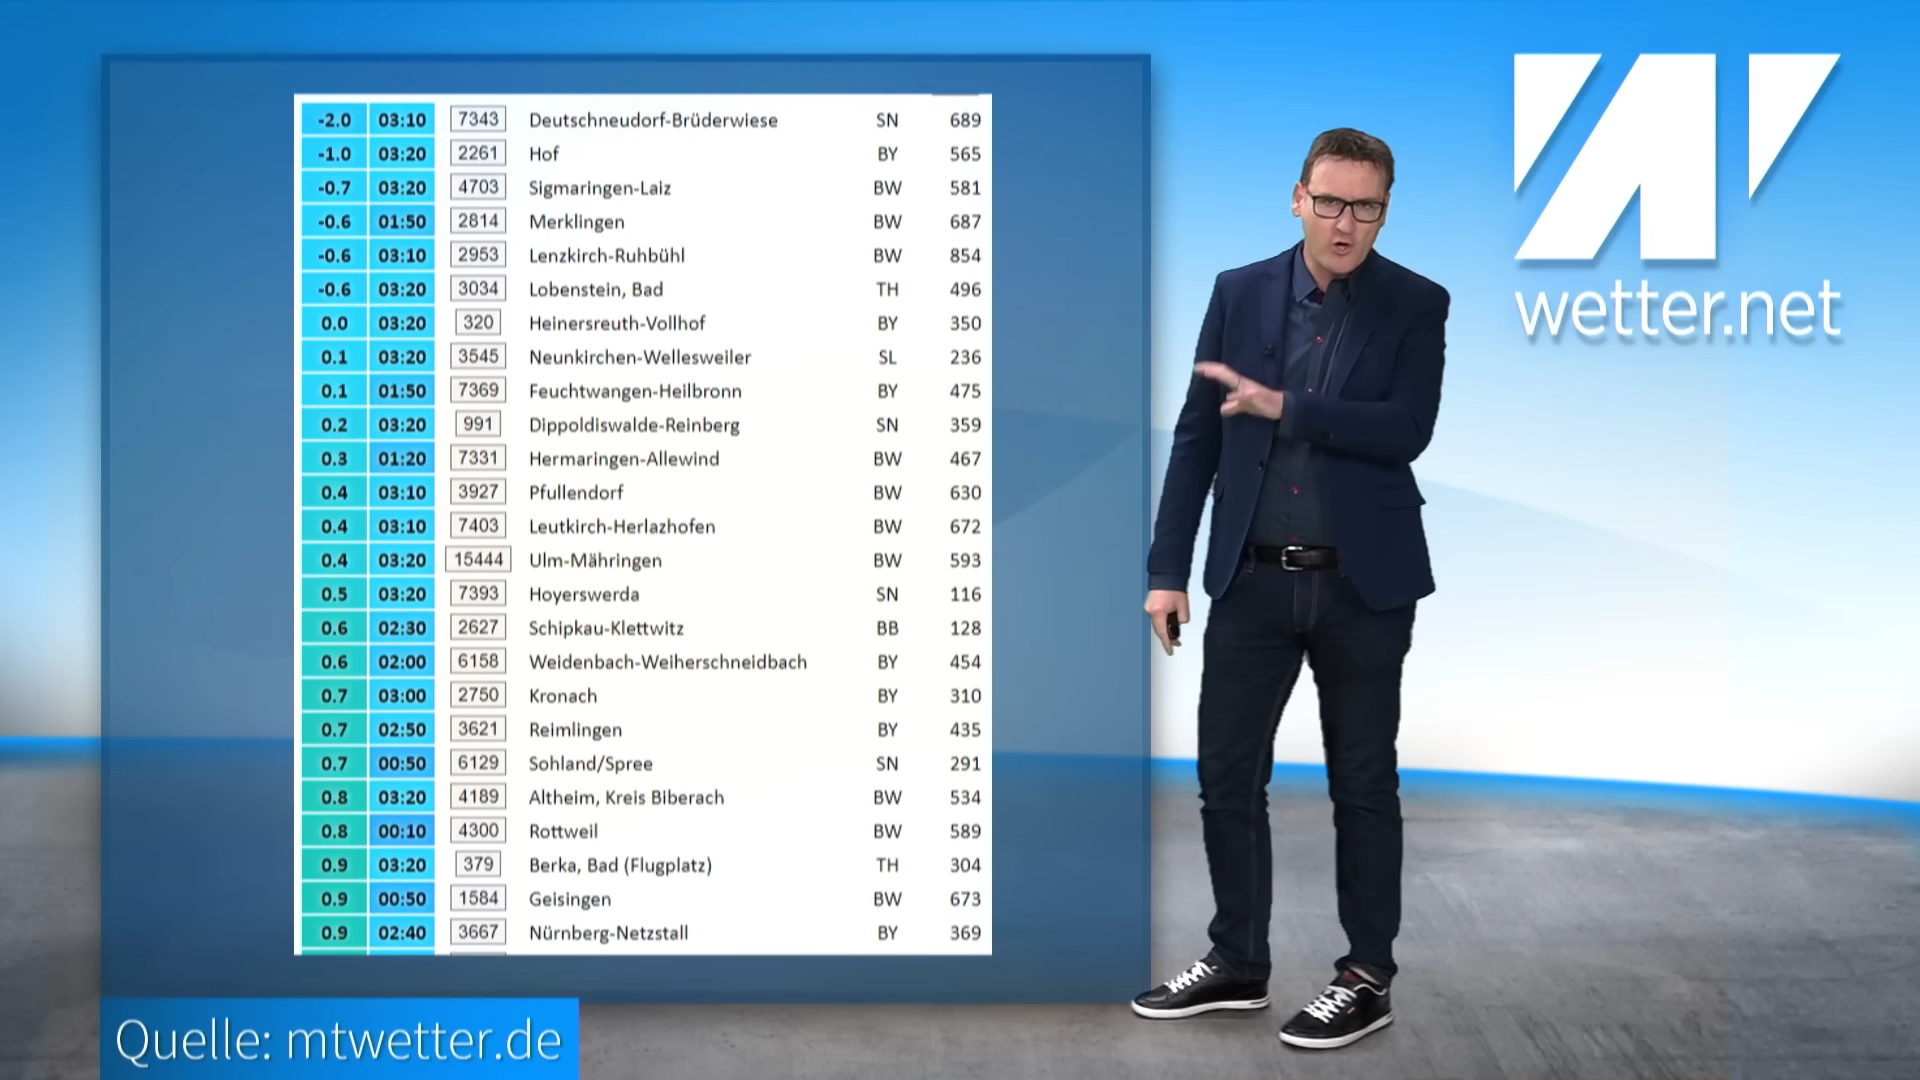 -2.0 03:10 7343 Deutschneudorf-Brüderwiese SN 689
-1.0 03:20 2261 Hof BY 565
-0.7 03:20 4703 Sigmaringen-Laiz BW 581
-0.6 01:50 2814 Merklingen BW 687
-0.6 03:10 2953 Lenzkirch-Ruhbühl BW 854
-0.6 03:20 3034 Lobenstein, Bad TH 496
0.0 03:20 320 Heinersreuth-Vollhof BY 350
0.1 03:20 3545 Neunkirchen-Wellesweiler SL 236
0.1 01:50 7369 Feuchtwangen-Heilbronn BY 475
0.2 03:20 991 Dippoldiswalde-Reinberg SN 359
0.3 01:20 7331 Hermaringen-Allewind BW 467
0.4 03:10 3927 Pfullendorf BW 630
0.4 03:10 7403 Leutkirch-Herlazhofen BW 672
0.4 03:20 15444 Ulm-Mähringen BW 593
0.5 03:20 7393 Hoyerswerda SN 116
0.6 02:30 2627 Schipkau-Klettwitz BB 128
0.6 02:00 6158 Weidenbach-Weiherschneidbach BY 454
0.7 03:00 2750 Kronach BY 310
0.7 02:50 3621 Reimlingen BY 435
0.7 00:50 6129 Sohland/Spree SN 291
0.8 03:20 4189 Altheim, Kreis Biberach BW 534
0.8 00:10 4300 Rottweil BW 589
0.9 03:20 379 Berka, Bad (Flugplatz) TH 304
0.9 00:50 1584 Geisingen BW 673
0.9 02:40 3667 Nürnberg-Netzstall BY 369
wetter.net
Quelle: mtwetter.de